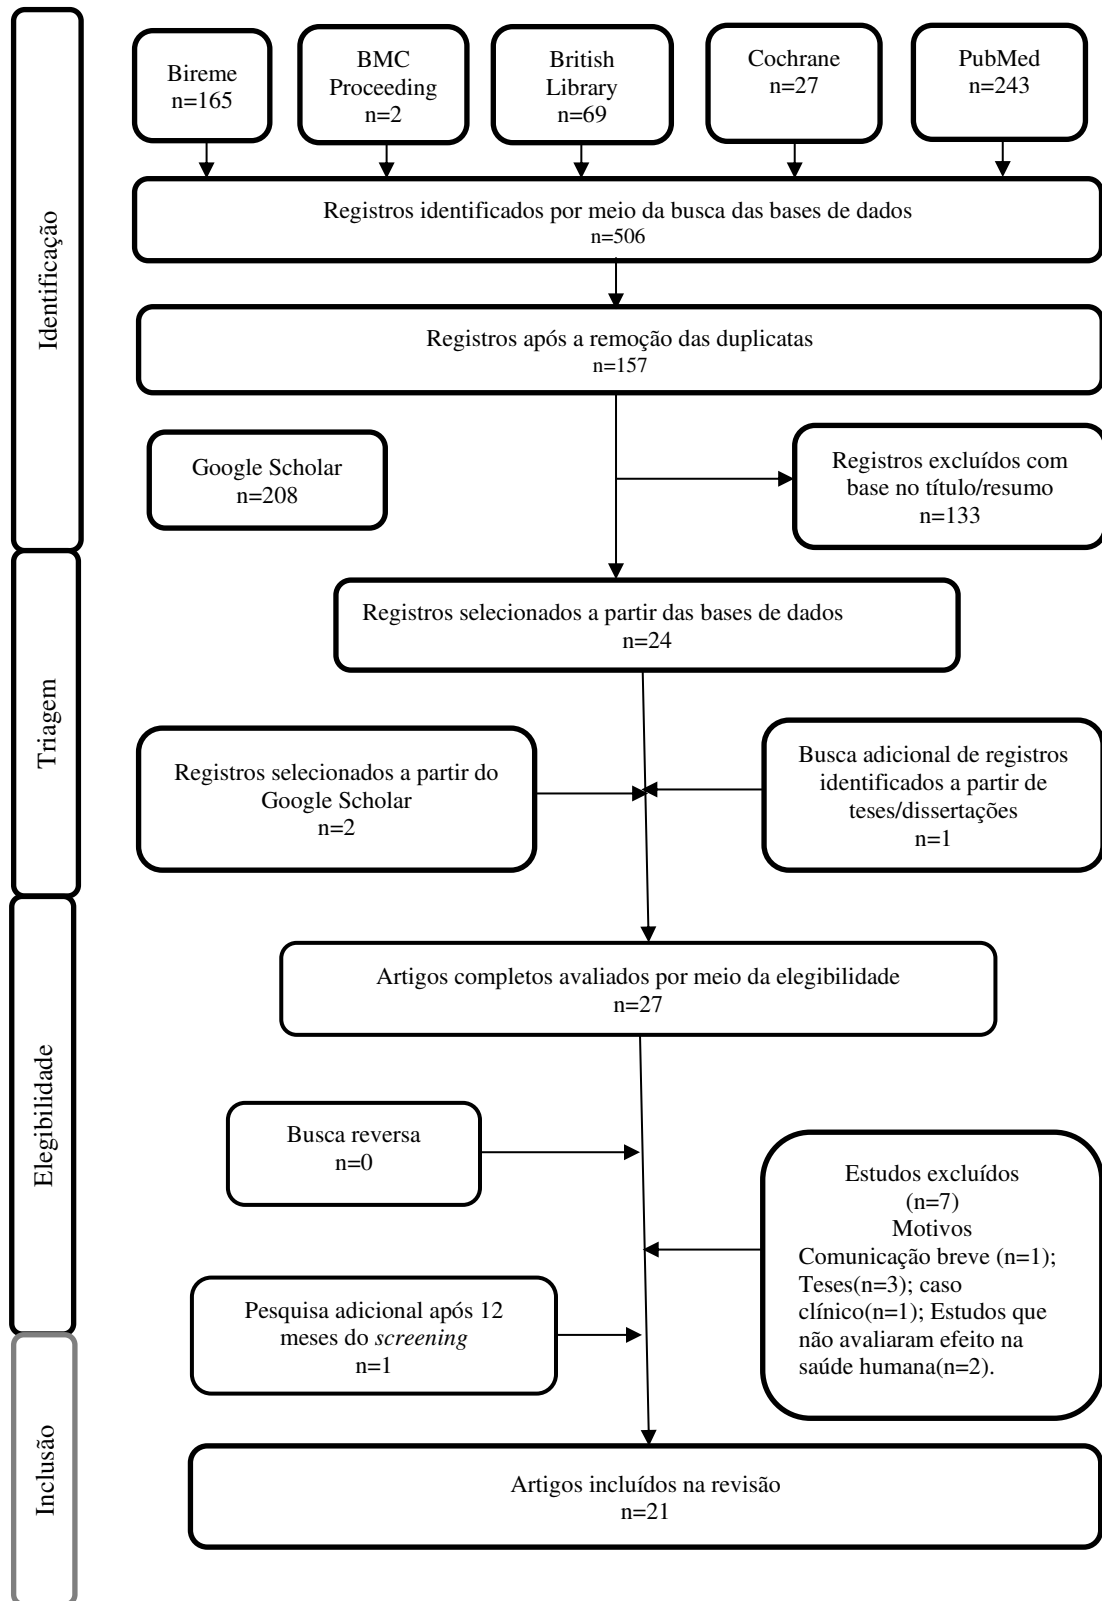 Identificação
Bireme
n=165
BMC
Proceeding
n=2
British
Library
n=69
Cochrane
n=27
PubMed
n=243
Registros identificados por meio da busca das bases de dados
n=506
Registros após a remoção das duplicatas
n=157
Google Scholar
n=208
Registros excluídos com
base no título/resumo
n=133
Triagem
Registros selecionados a partir das bases de dados
n=24
Registros selecionados a partir do
Google Scholar
n=2
Busca adicional de registros
identificados a partir de
teses/dissertações
n=1
Elegibilidade
Artigos completos avaliados por meio da elegibilidade
n=27
Busca reversa
n=0
Estudos excluídos
(n=7)
Motivos
Comunicação breve (n=1);
Teses(n=3); caso
clínico(n=1); Estudos que
não avaliaram efeito na
saúde humana(n=2).
Pesquisa adicional após 12
meses do screening
n=1
Inclusão
Artigos incluídos na revisão
n=21